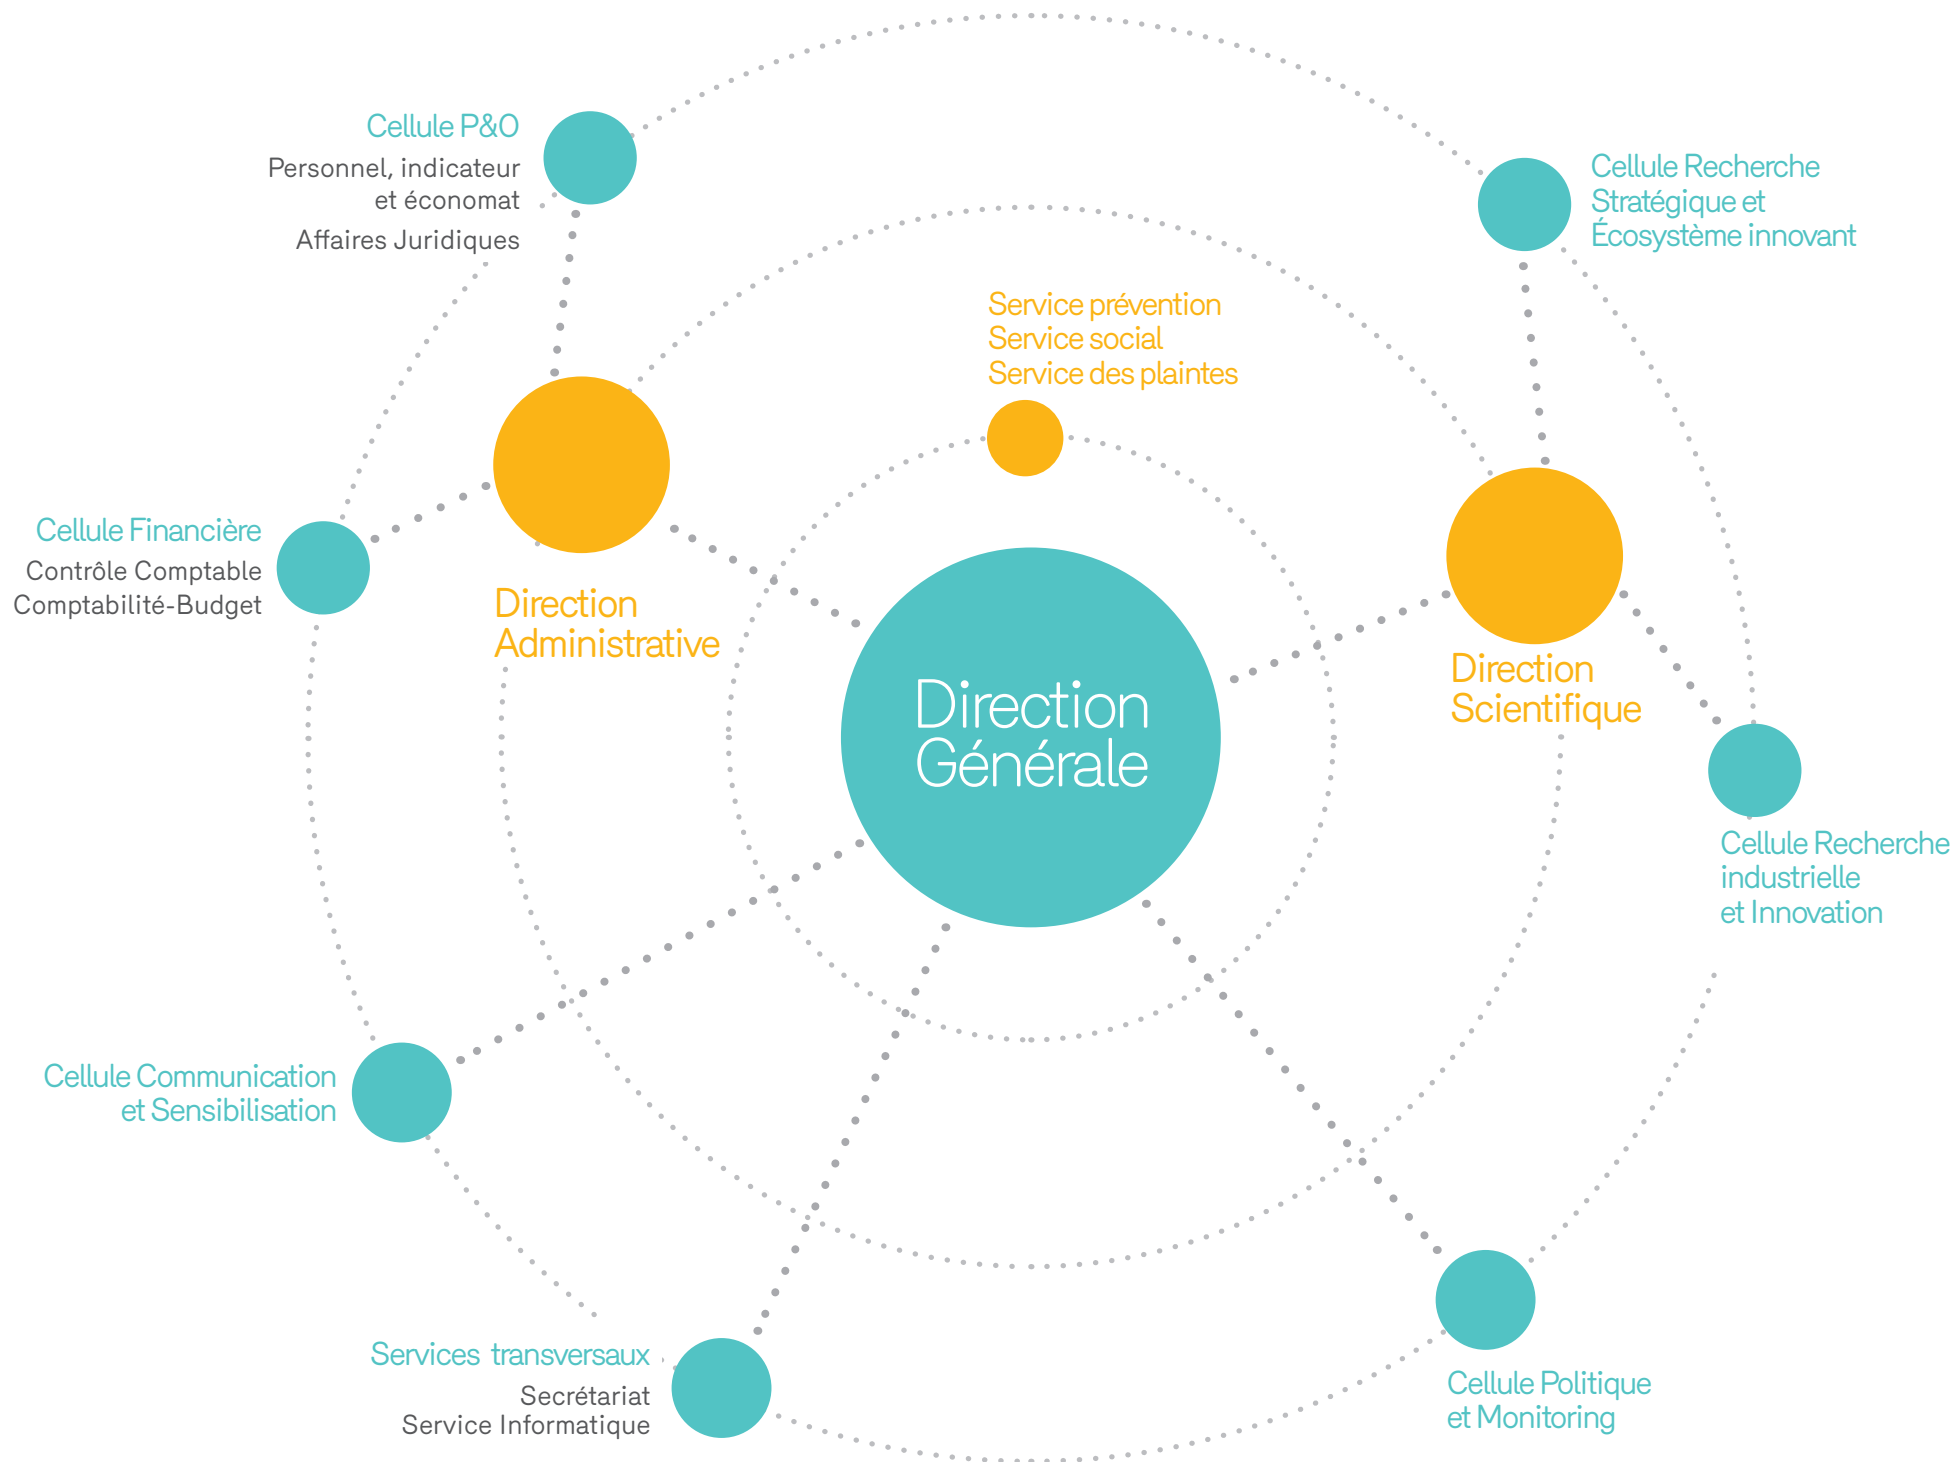 Cellule P&O
Personnel, indicateur
et économat
Affaires Juridiques
Cellule Recherche
Stratégique et
Écosystème innovant
Service prévention
Service social
Service des plaintes
Cellule Financière
Contrôle Comptable
Comptabilité-Budget
Direction
Administrative
Direction
Scientifique
Direction
Générale
Cellule Recherche
industrielle
et Innovation
Cellule Communication
et Sensibilisation
Services transversaux
Secrétariat
Service Informatique
Cellule Politique
et Monitoring